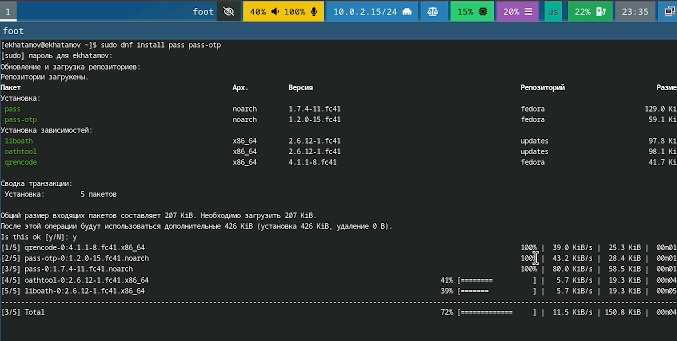 1 foot 40% 100% 10.0.2.15/24 15% 20% us 22% 23:35
foot
[ekhatamov@ekhatamov ~]$ sudo dnf install pass pass-otp
[sudo] пароль для ekhatamov:
Обновление и загрузка репозиториев:
Репозитории загружены.
Пакет Арх. Версия Репозиторий Разме
Установка:
pass noarch 1.7.4-11.fc41 fedora 129.0 Ki
pass-otp noarch 1.2.0-15.fc41 fedora 59.1 Ki
Установка зависимостей:
liboath x86_64 2.6.12-1.fc41 updates 97.8 Ki
oathtool x86_64 2.6.12-1.fc41 updates 98.1 Ki
qrencode x86_64 4.1.1-8.fc41 fedora 41.7 Ki
Сводка транзакции:
Установка: 5 пакетов
Общий размер входящих пакетов составляет 207 KiB. Необходимо загрузить 207 KiB.
После этой операции будут использоваться дополнительные 426 KiB (установка 426 KiB, удаление 0 B).
Is this ok [y/N]: y
[1/5] qrencode-0:4.1.1-8.fc41.x86_64 100% | 39.0 KiB/s | 25.3 KiB | 00m01
[2/5] pass-otp-0:1.2.0-15.fc41.noarch 100% | 43.2 KiB/s | 28.4 KiB | 00m01
[3/5] pass-0:1.7.4-11.fc41.noarch 100% | 80.0 KiB/s | 58.5 KiB | 00m01
[4/5] oathtool-0:2.6.12-1.fc41.x86_64 41% [======== ] | 5.7 KiB/s | 19.3 KiB | 00m04
[5/5] liboath-0:2.6.12-1.fc41.x86_64 39% [======= ] | 5.7 KiB/s | 19.3 KiB | 00m05
--------------------------------------------------------------------------------
[3/5] Total 72% [============= ] | 11.5 KiB/s | 150.8 KiB | 00m04